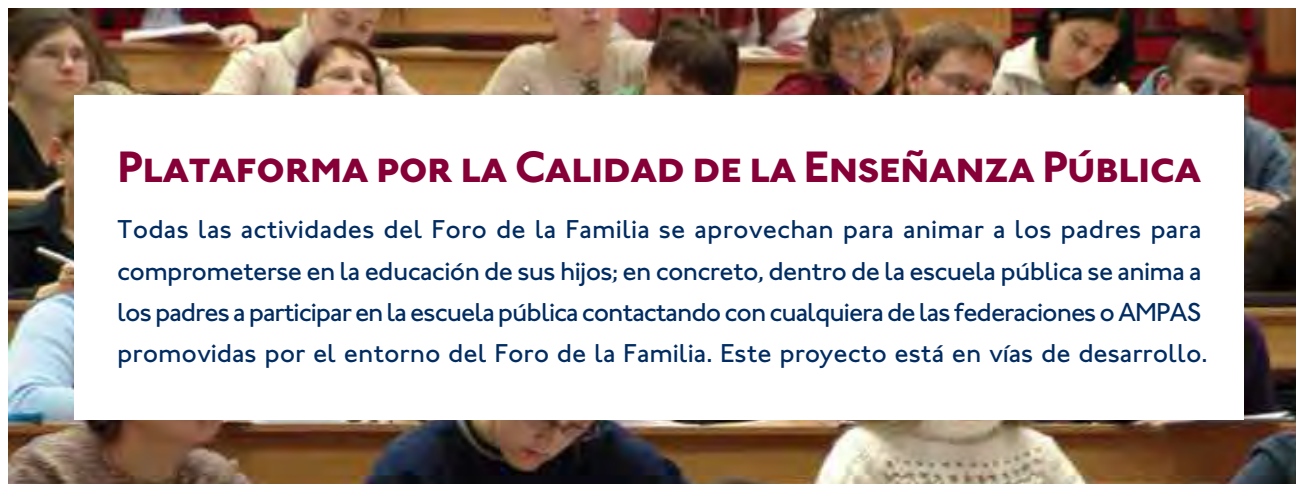 Plataforma por la Calidad de la Enseñanza Pública
Todas las actividades del Foro de la Familia se aprovechan para animar a los padres para
comprometerse en la educación de sus hijos; en concreto, dentro de la escuela pública se anima a
los padres a participar en la escuela pública contactando con cualquiera de las federaciones o AMPAS
promovidas por el entorno del Foro de la Familia. Este proyecto está en vías de desarrollo.